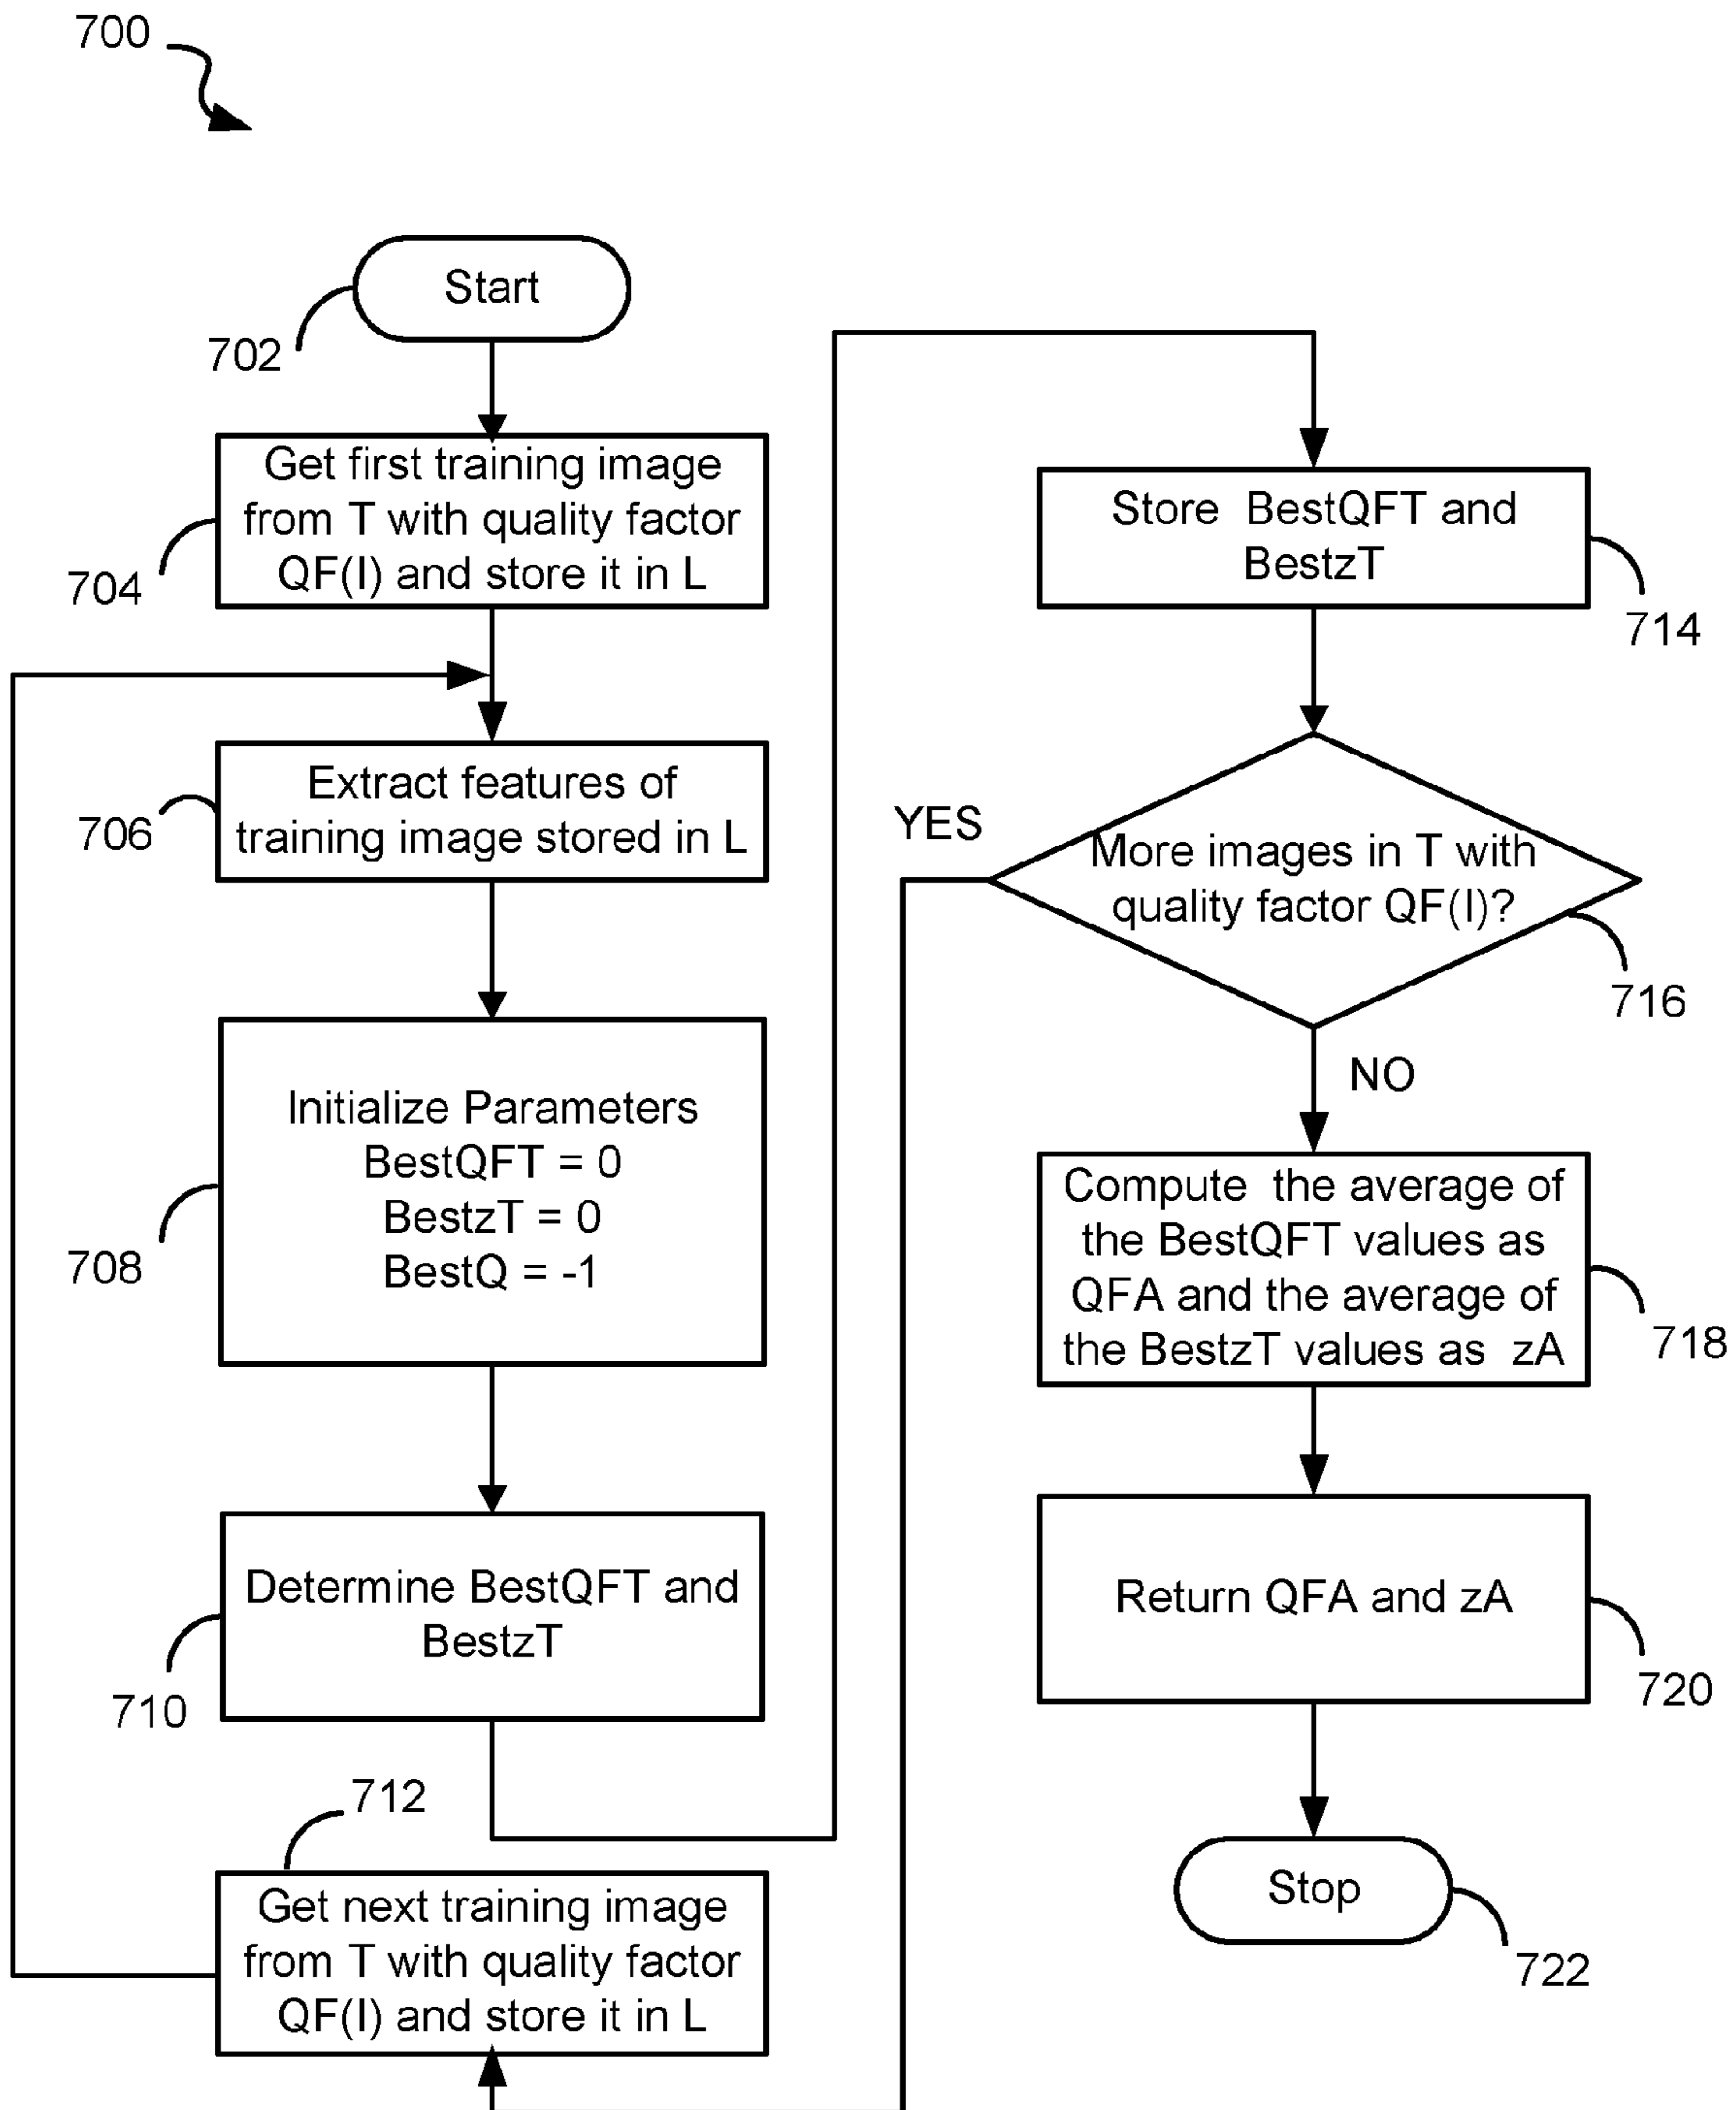 700
Start
702
Get first training image
from T with quality factor
QF(I) and store it in L
704
Extract features of
training image stored in L
706
Initialize Parameters
BestQFT = 0
BestzT = 0
BestQ = -1
708
Determine BestQFT and
BestzT
710
712
Get next training image
from T with quality factor
QF(I) and store it in L
Store BestQFT and
BestzT
714
YES
More images in T with
quality factor QF(I)?
716
NO
Compute the average of
the BestQFT values as
QFA and the average of
the BestzT values as zA
718
Return QFA and zA
720
Stop
722